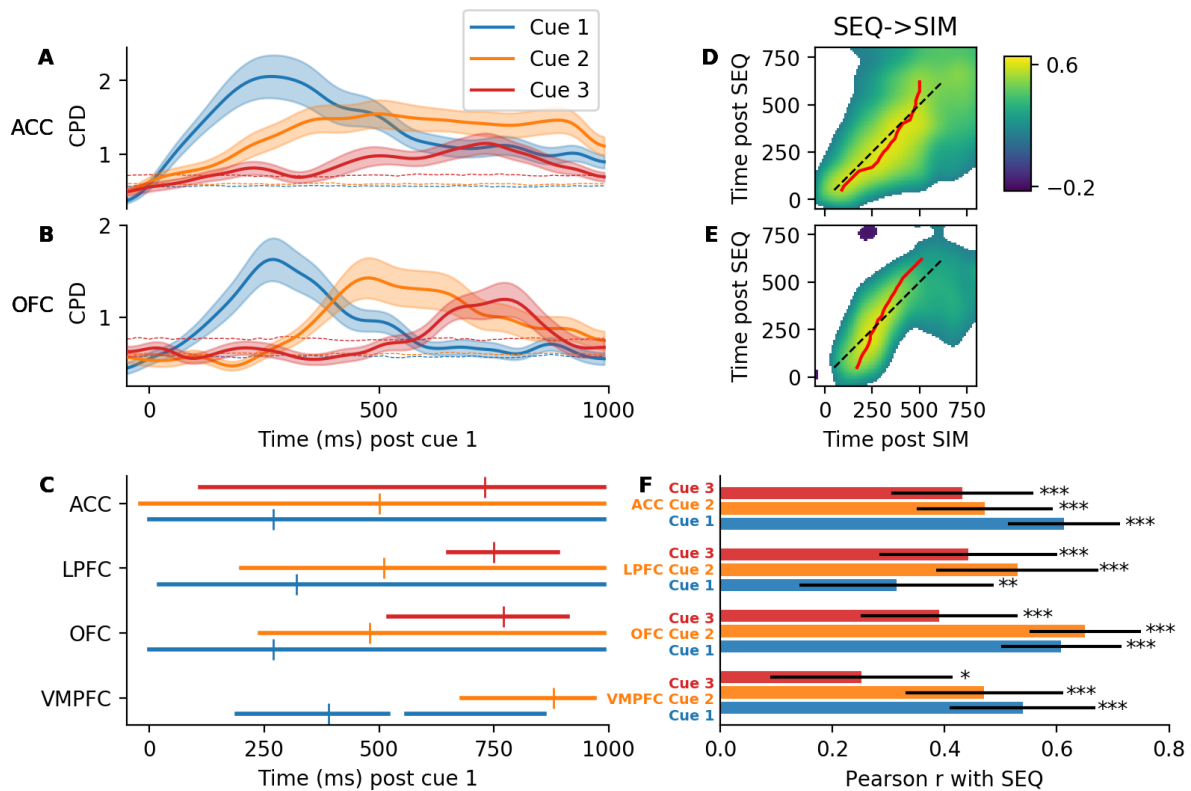 SEQ->SIM
Cue 1
Cue 2
Cue 3
A
ACC
CPD
2
1
B
OFC
CPD
2
1
0
500
1000
Time (ms) post cue 1
D
Time post SEQ
750
500
250
0
0.6
−0.2
E
Time post SEQ
750
500
250
0
0
250
500
750
Time post SIM
C
ACC
LPFC
OFC
VMPFC
0
250
500
750
1000
Time (ms) post cue 1
F
Cue 3
***
ACC Cue 2
***
Cue 1
***
Cue 3
***
LPFC Cue 2
***
Cue 1
**
Cue 3
***
OFC Cue 2
***
Cue 1
***
Cue 3
*
VMPFC Cue 2
***
Cue 1
***
0.0
0.2
0.4
0.6
0.8
Pearson r with SEQ